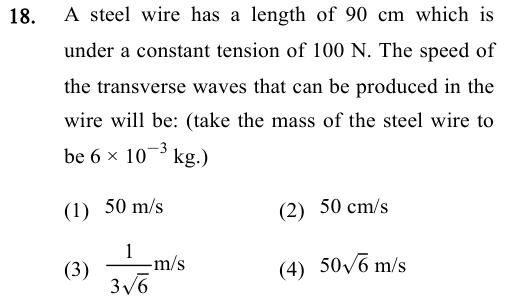 18. A steel wire has a length of 90 cm which is
under a constant tension of 100 N. The speed of
the transverse waves that can be produced in the
wire will be: (take the mass of the steel wire to
be 6 × 10⁻³ kg.)
(1) 50 m/s (2) 50 cm/s
(3) 1/(3√6) m/s (4) 50√6 m/s